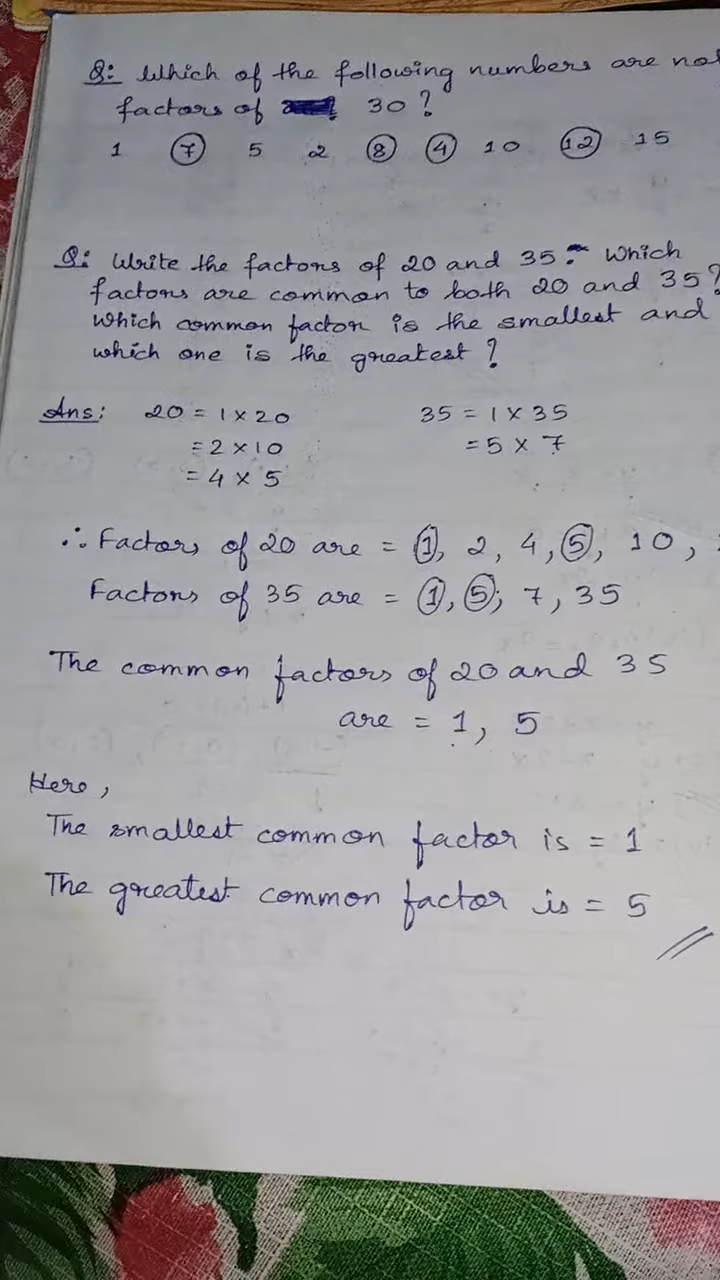 Q: Which of the following numbers are not
factors of 30?
1 7 5 2 8 4 10 12 15
Q: Write the factors of 20 and 35. Which
factors are common to both 20 and 35?
Which common factor is the smallest and
which one is the greatest?
Ans: 20 = 1 × 20 35 = 1 × 35
= 2 × 10 = 5 × 7
= 4 × 5
∴ Factors of 20 are = 1, 2, 4, 5, 10,
Factors of 35 are = 1, 5, 7, 35
The common factors of 20 and 35
are = 1, 5
Here,
The smallest common factor is = 1
The greatest common factor is = 5